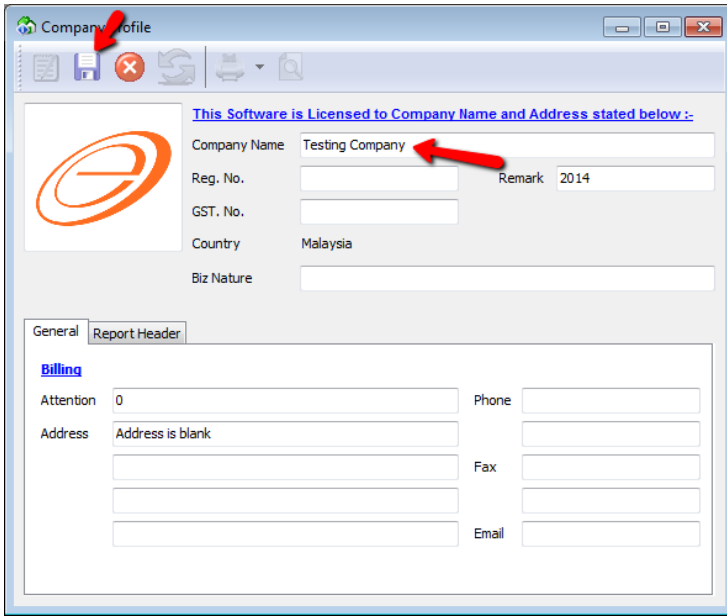 Company Profile
This Software is Licensed to Company Name and Address stated below :-
Company Name Testing Company
Reg. No. Remark 2014
GST. No.
Country Malaysia
Biz Nature
General Report Header
Billing
Attention 0 Phone
Address Address is blank
Fax
Email